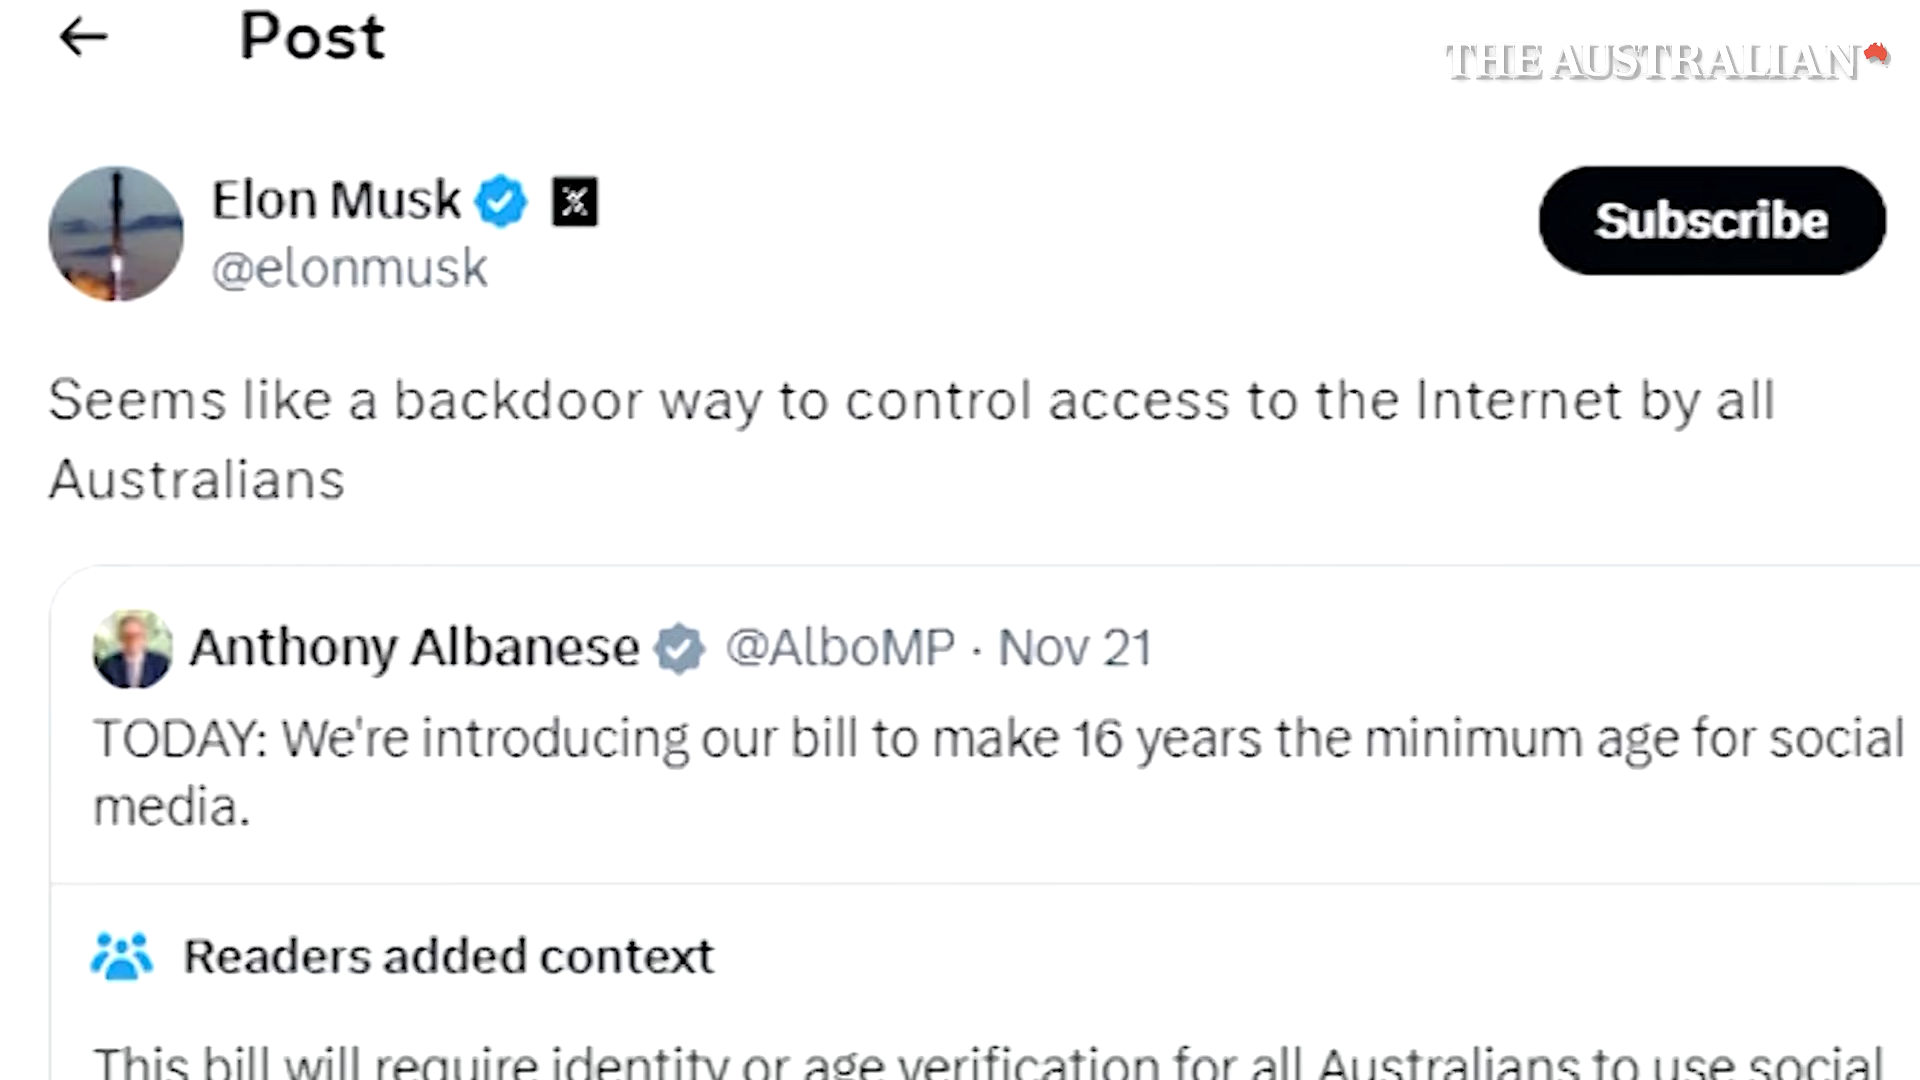 Post
THE AUSTRALIAN
Elon Musk
@elonmusk
Subscribe
Seems like a backdoor way to control access to the Internet by all
Australians
Anthony Albanese @AlboMP · Nov 21
TODAY: We're introducing our bill to make 16 years the minimum age for social
media.
Readers added context
This bill will require identity or age verification for all Australians to use social